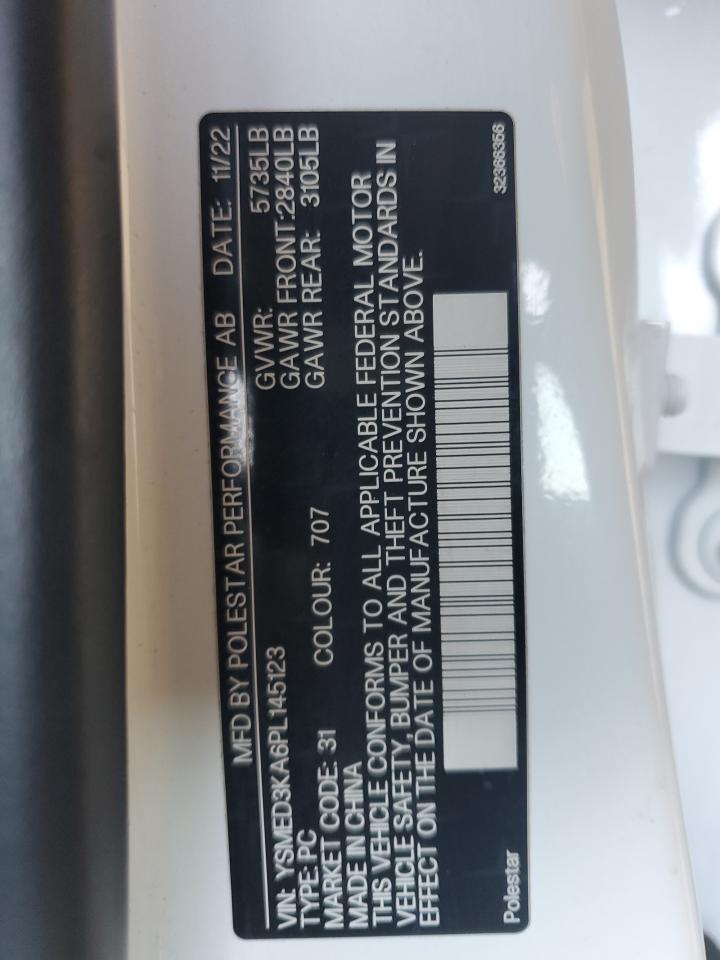 MFD BY POLESTAR PERFORMANCE AB DATE: 11/22
VIN: YSMED3KA6PL145123 GVWR: 5735LB
TYPE: PC GAWR FRONT:2840LB
MARKET CODE: 31 COLOUR: 707 GAWR REAR: 3105LB
MADE IN CHINA
THIS VEHICLE CONFORMS TO ALL APPLICABLE FEDERAL MOTOR
VEHICLE SAFETY, BUMPER AND THEFT PREVENTION STANDARDS IN
EFFECT ON THE DATE OF MANUFACTURE SHOWN ABOVE.
Polestar 32366356